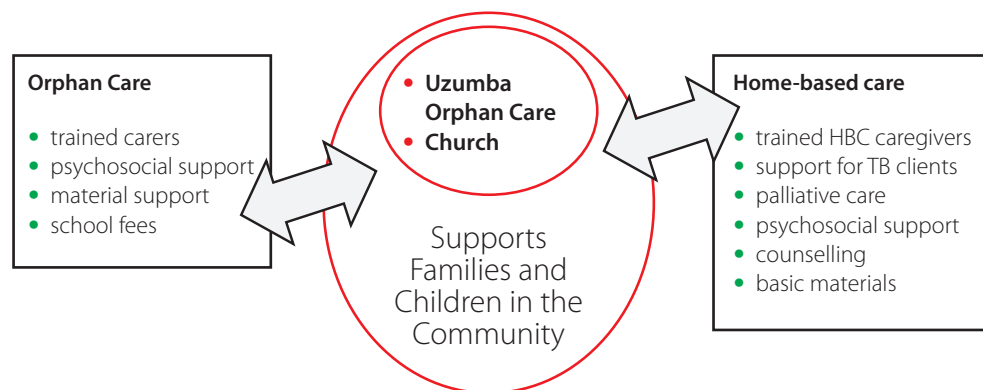 Orphan Care
• trained carers
• psychosocial support
• material support
• school fees
• Uzumba
Orphan Care
• Church
Supports
Families and
Children in the
Community
Home-based care
• trained HBC caregivers
• support for TB clients
• palliative care
• psychosocial support
• counselling
• basic materials